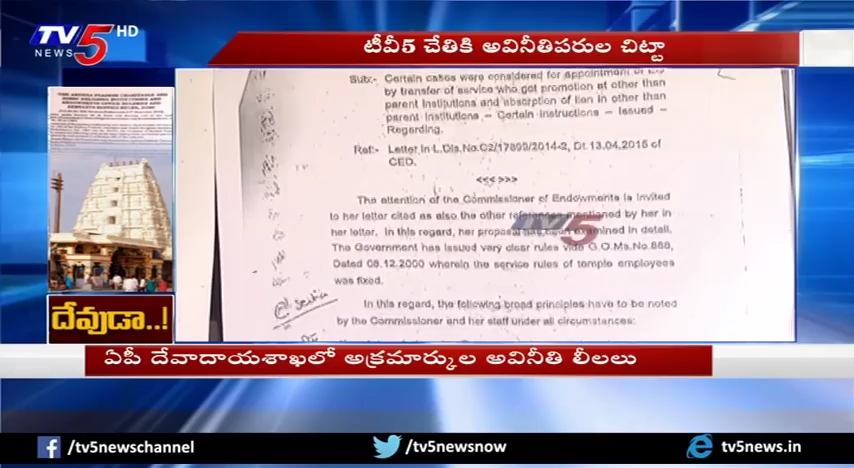 TV5 HD
NEWS
టీవీ5 చేతికి అవినీతిపరుల చిట్టా
Sub:- Certain cases were considered for appointment of
by transfer of service who got promotion at other than
parent Institutions and absorption of lien in other than
parent Institutions – Certain Instructions – Issued –
Regarding.
Ref:- Letter.In L.Dis.No.C2/17800/2014-2, Dt.13.04.2015 of
CED.
<<<>>>
The attention of the Commissioner of Endowments is invited
to her letter cited as also the other references mentioned by her in
her letter. In this regard, her proposal has been examined in detail.
The Government has issued very clear rules vide G.O.Ms.No.888,
Dated 08.12.2000 wherein the service rules of temple employees
was fixed.
In this regard, the following broad principles have to be noted
by the Commissioner and her staff under all circumstances:
TV5
దేవుడా..!
ఏపీ దేవాదాయశాఖలో అక్రమార్కుల అవినీతి లీలలు
/tv5newschannel
/tv5newsnow
tv5news.in